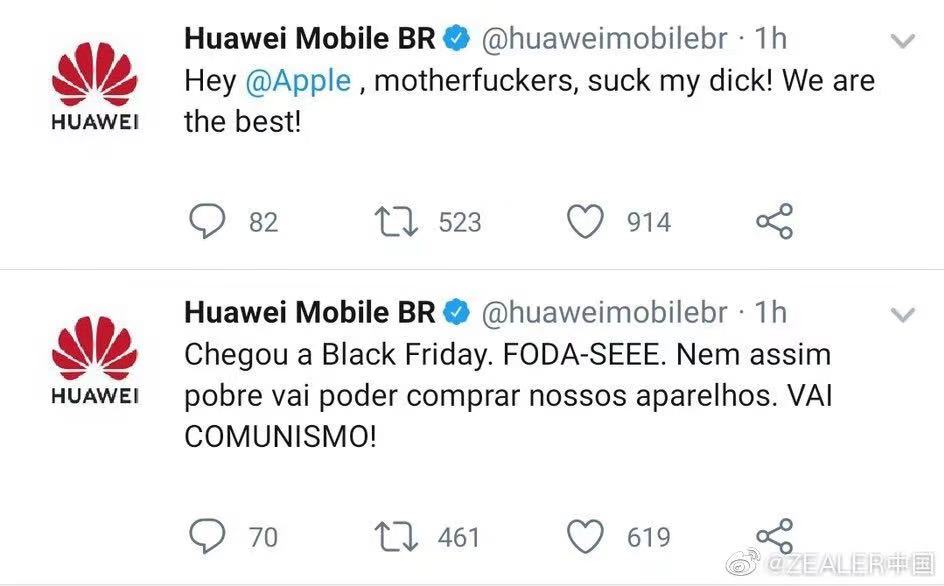 Huawei Mobile BR @huaweimobilebr · 1h
Hey @Apple , motherfuckers, suck my dick! We are
the best!
HUAWEI
82 523 914
Huawei Mobile BR @huaweimobilebr · 1h
Chegou a Black Friday. FODA-SEEE. Nem assim
pobre vai poder comprar nossos aparelhos. VAI
COMUNISMO!
HUAWEI
70 461 619
@ZEALER中国